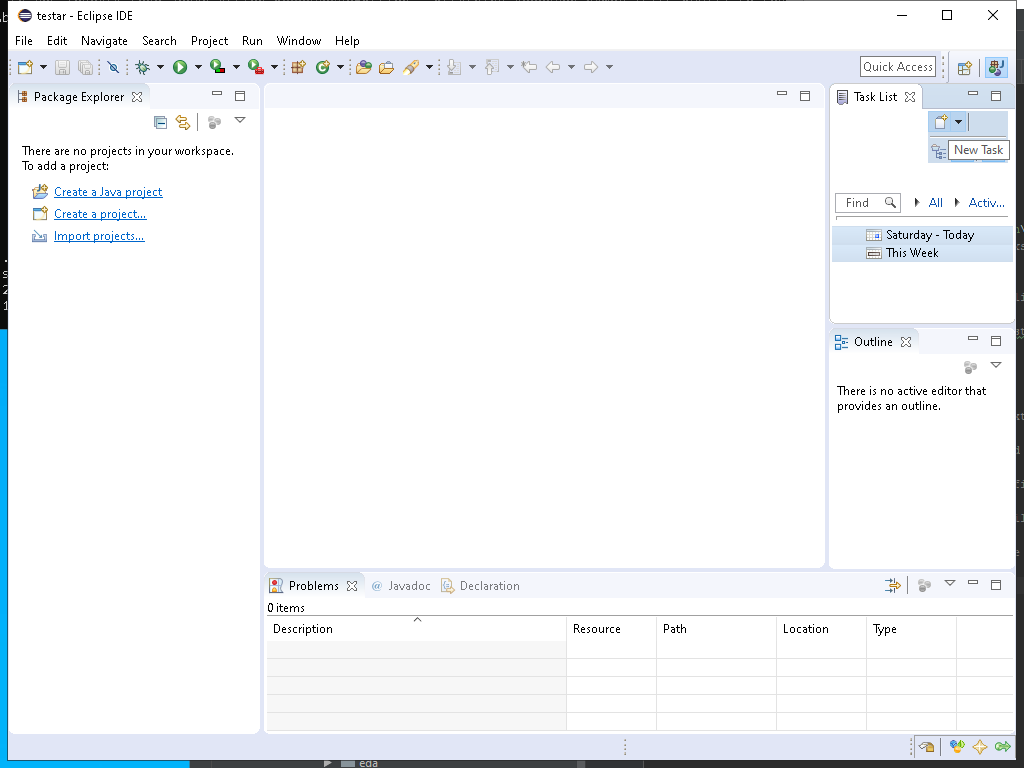 testar - Eclipse IDE
File Edit Navigate Search Project Run Window Help
Quick Access
Package Explorer
There are no projects in your workspace.
To add a project:
Create a Java project
Create a project...
Import projects...
Task List
New Task
Find All Activ...
Saturday - Today
This Week
Outline
There is no active editor that
provides an outline.
Problems @ Javadoc Declaration
0 items
Description Resource Path Location Type
eda